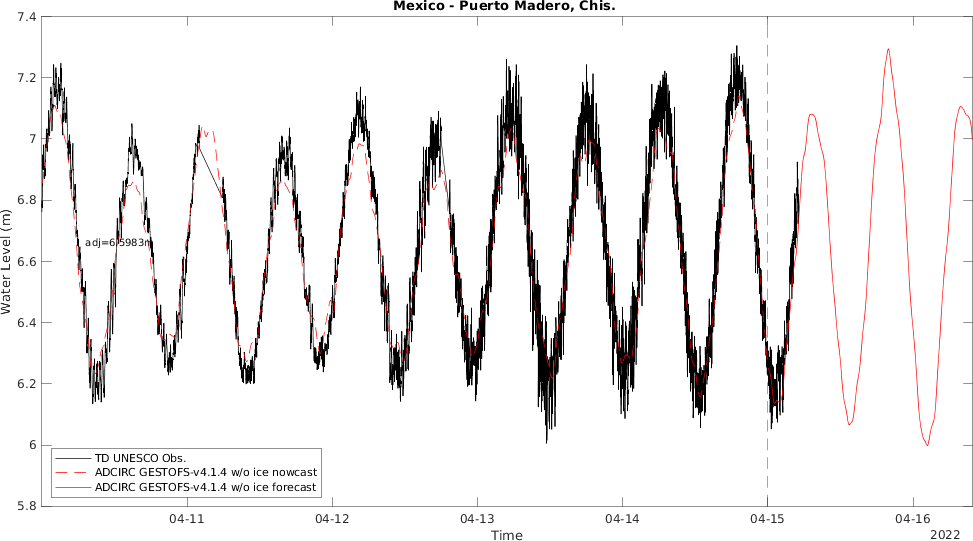 Mexico - Puerto Madero, Chis.
Water Level (m)
7.4
7.2
7
6.8
6.6
6.4
6.2
6
5.8
adj=6.5983m
TD UNESCO Obs.
ADCIRC GESTOFS-v4.1.4 w/o ice nowcast
ADCIRC GESTOFS-v4.1.4 w/o ice forecast
04-11
04-12
04-13
04-14
04-15
04-16
Time
2022